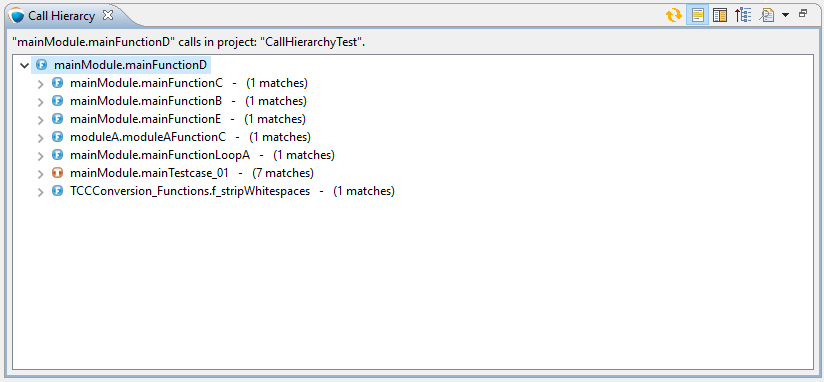 Call Hierarcy
"mainModule.mainFunctionD" calls in project: "CallHierarchyTest".
mainModule.mainFunctionD
mainModule.mainFunctionC - (1 matches)
mainModule.mainFunctionB - (1 matches)
mainModule.mainFunctionE - (1 matches)
moduleA.moduleAFunctionC - (1 matches)
mainModule.mainFunctionLoopA - (1 matches)
mainModule.mainTestcase_01 - (7 matches)
TCCConversion_Functions.f_stripWhitespaces - (1 matches)